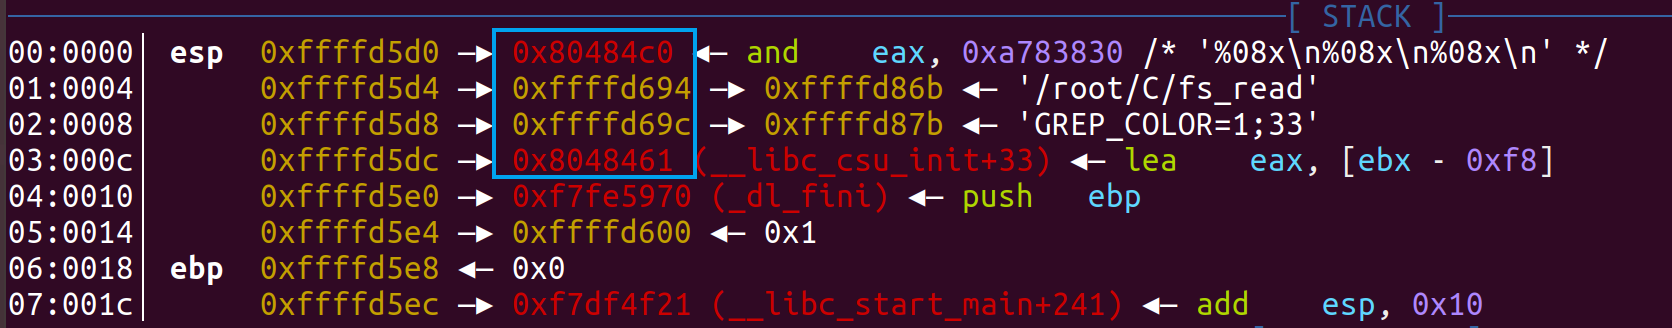 [ STACK ]
00:0000│ esp 0xffffd5d0 —▸ 0x80484c0 ◂— and eax, 0xa783830 /* '%08x\n%08x\n%08x\n' */
01:0004│ 0xffffd5d4 —▸ 0xffffd694 —▸ 0xffffd86b ◂— '/root/C/fs_read'
02:0008│ 0xffffd5d8 —▸ 0xffffd69c —▸ 0xffffd87b ◂— 'GREP_COLOR=1;33'
03:000c│ 0xffffd5dc —▸ 0x8048461 (__libc_csu_init+33) ◂— lea eax, [ebx - 0xf8]
04:0010│ 0xffffd5e0 —▸ 0xf7fe5970 (_dl_fini) ◂— push ebp
05:0014│ 0xffffd5e4 —▸ 0xffffd600 ◂— 0x1
06:0018│ ebp 0xffffd5e8 ◂— 0x0
07:001c│ 0xffffd5ec —▸ 0xf7df4f21 (__libc_start_main+241) ◂— add esp, 0x10